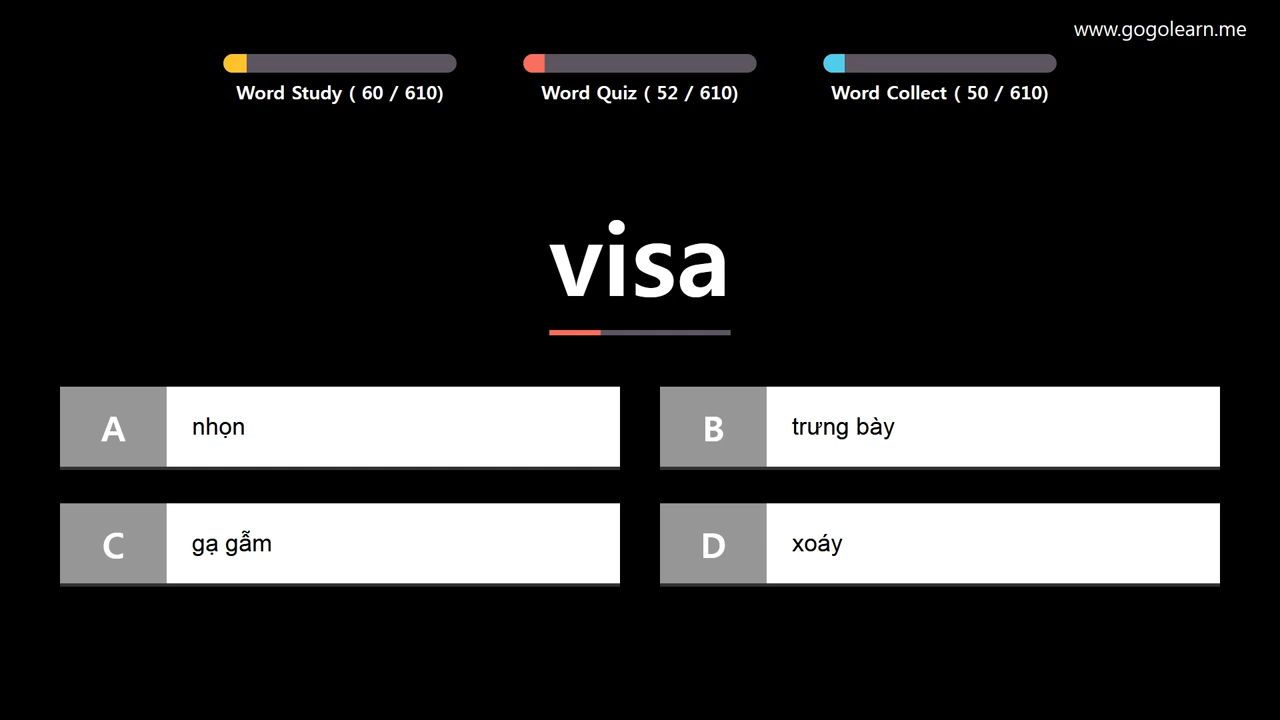 www.gogolearn.me
Word Study ( 60 / 610)
Word Quiz ( 52 / 610)
Word Collect ( 50 / 610)
visa
A nhọn
B trưng bày
C gạ gẫm
D xoáy